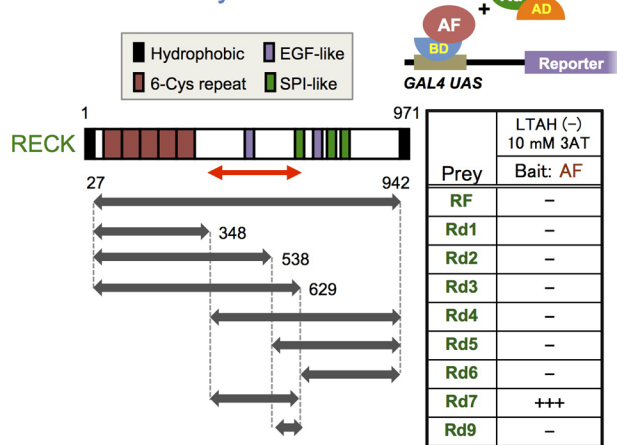 +
AD
AF
BD
Reporter
GAL4 UAS
Hydrophobic EGF-like
6-Cys repeat SPI-like
1 971
RECK
27 942
348
538
629
LTAH (−)
10 mM 3AT
Prey Bait: AF
RF −
Rd1 −
Rd2 −
Rd3 −
Rd4 −
Rd5 −
Rd6 −
Rd7 +++
Rd9 −